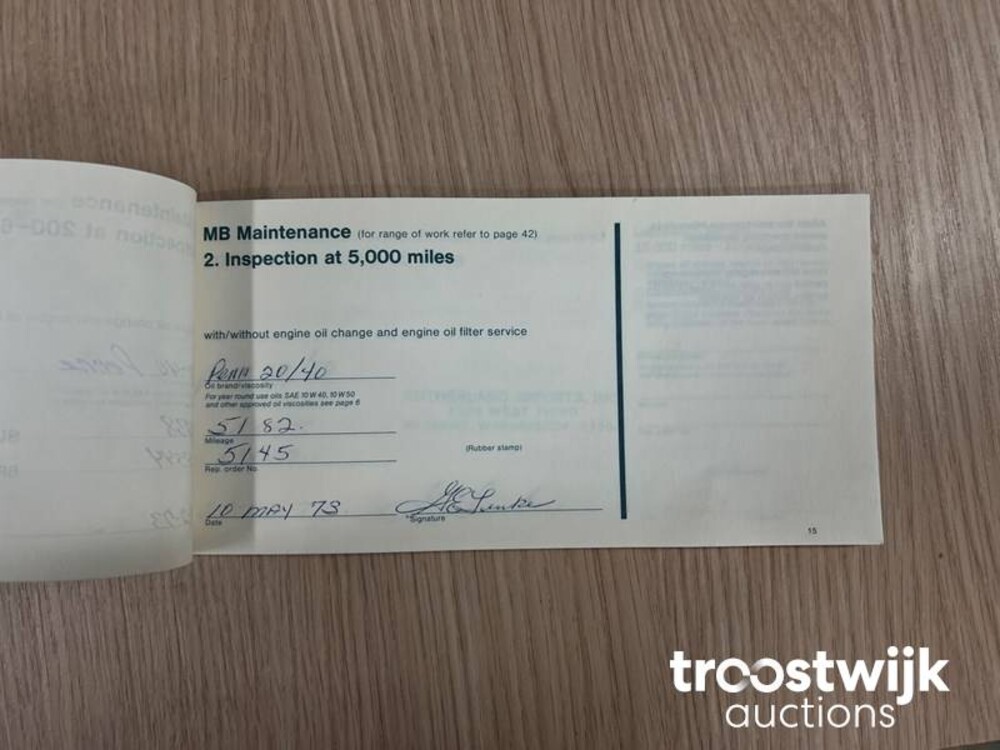 MB Maintenance (for range of work refer to page 42)
2. Inspection at 5,000 miles
with/without engine oil change and engine oil filter service
Penn 20/40
Oil brand/viscosity
For year round use oils SAE 10 W 40, 10 W 50
and other approved oil viscosities see page 6
5182.
Mileage
5145
Rep. order No.
(Rubber stamp)
10 MAY 73
Date
Signature
15
troostwijk
auctions